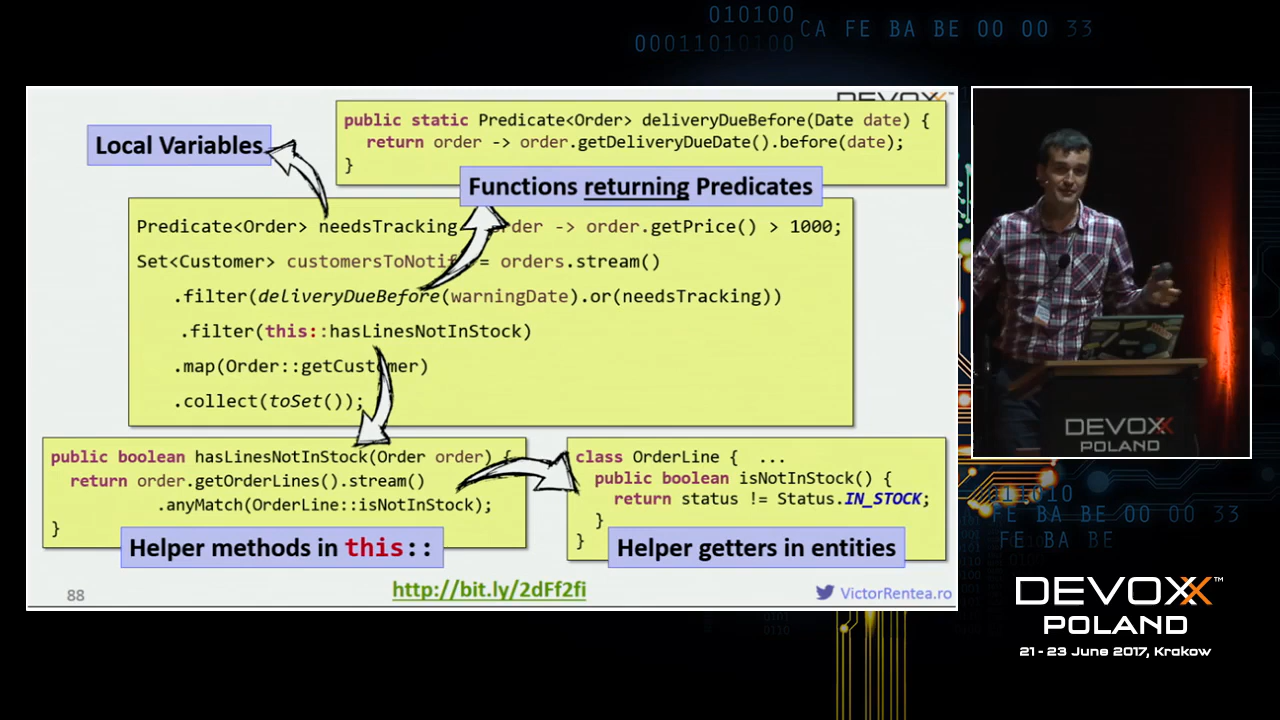 010100
00011010100
CA FE BA BE 00 00 33
DEVOXX™
public static Predicate<Order> deliveryDueBefore(Date date) {
return order -> order.getDeliveryDueDate().before(date);
}
Local Variables
Functions returning Predicates
Predicate<Order> needsTracking order -> order.getPrice() > 1000;
Set<Customer> customersToNotify = orders.stream()
.filter(deliveryDueBefore(warningDate).or(needsTracking))
.filter(this::hasLinesNotInStock)
.map(Order::getCustomer)
.collect(toSet());
public boolean hasLinesNotInStock(Order order) {
return order.getOrderLines().stream()
.anyMatch(OrderLine::isNotInStock);
}
Helper methods in this::
class OrderLine { ...
public boolean isNotInStock() {
return status != Status.IN_STOCK;
}
}
Helper getters in entities
88
http://bit.ly/2dFf2fi
VictorRentea.ro
DEVOXX
POLAND
011010
FE BA BE 00 00 33
FE BA BE
DEVOXX™
POLAND
21 - 23 June 2017, Krakow